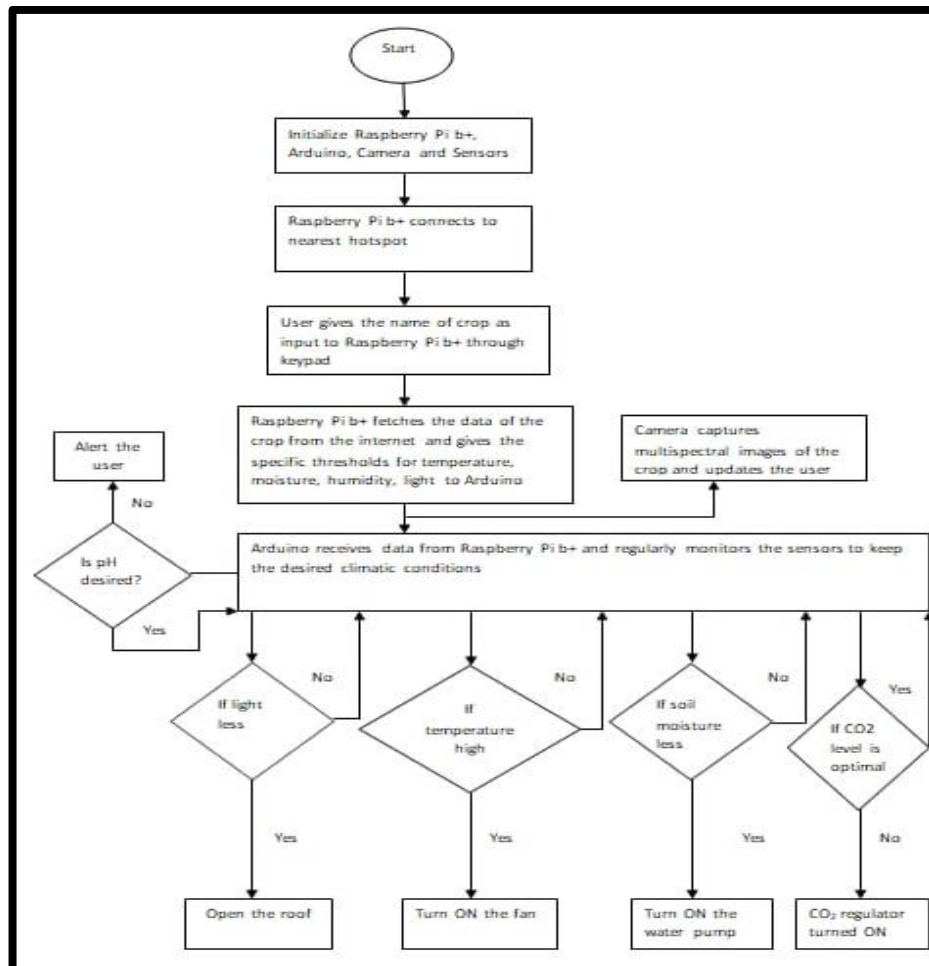 Start
Initialize Raspberry Pi b+,
Arduino, Camera and Sensors
Raspberry Pi b+ connects to
nearest hotspot
User gives the name of crop as
input to Raspberry Pi b+ through
keypad
Raspberry Pi b+ fetches the data of the
crop from the internet and gives the
specific thresholds for temperature,
moisture, humidity, light to Arduino
Camera captures
multispectral images of the
crop and updates the user
Alert the
user
No
Is pH
desired?
Yes
Arduino receives data from Raspberry Pi b+ and regularly monitors the sensors to keep
the desired climatic conditions
If light
less
No
If
temperature
high
No
If soil
moisture
less
No
If CO2
level is
optimal
Yes
Yes
Yes
Yes
No
Open the roof
Turn ON the fan
Turn ON the
water pump
CO₂ regulator
turned ON